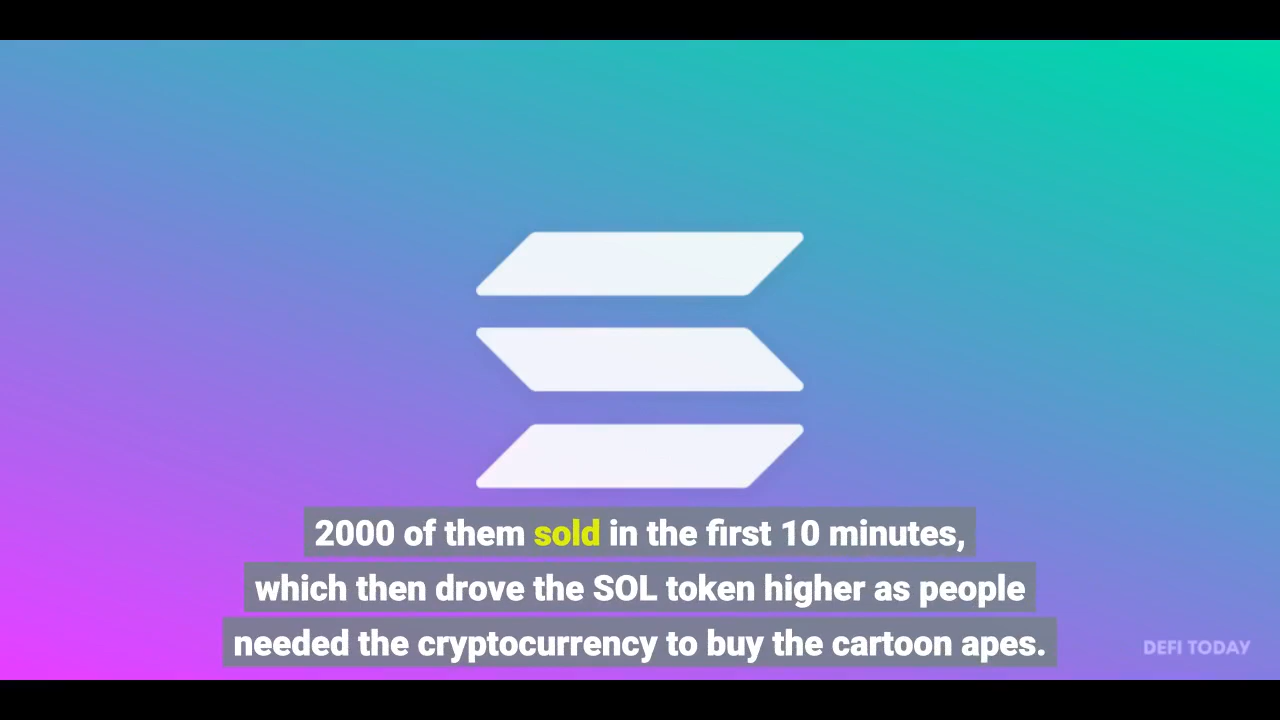 2000 of them sold in the first 10 minutes,
which then drove the SOL token higher as people
needed the cryptocurrency to buy the cartoon apes.
DEFI TODAY